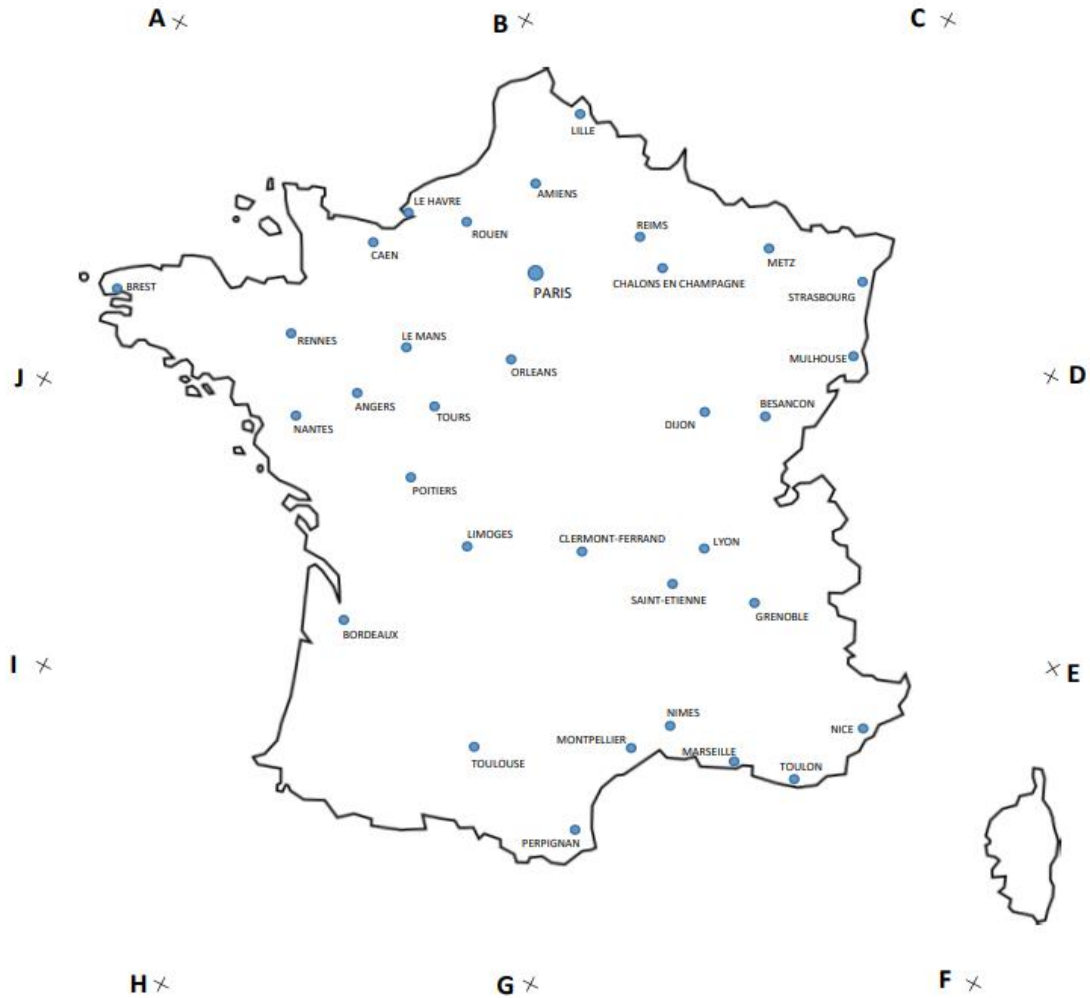 A
B
C
LILLE
AMIENS
LE HAVRE
ROUEN
REIMS
CAEN
METZ
CHALONS EN CHAMPAGNE
PARIS
BREST
STRASBOURG
RENNES
LE MANS
MULHOUSE
ORLEANS
J
D
ANGERS
BESANCON
TOURS
DIJON
NANTES
POITIERS
LIMOGES
CLERMONT-FERRAND
LYON
SAINT-ETIENNE
GRENOBLE
BORDEAUX
I
E
NIMES
NICE
MONTPELLIER
MARSEILLE
TOULOUSE
TOULON
PERPIGNAN
H
G
F